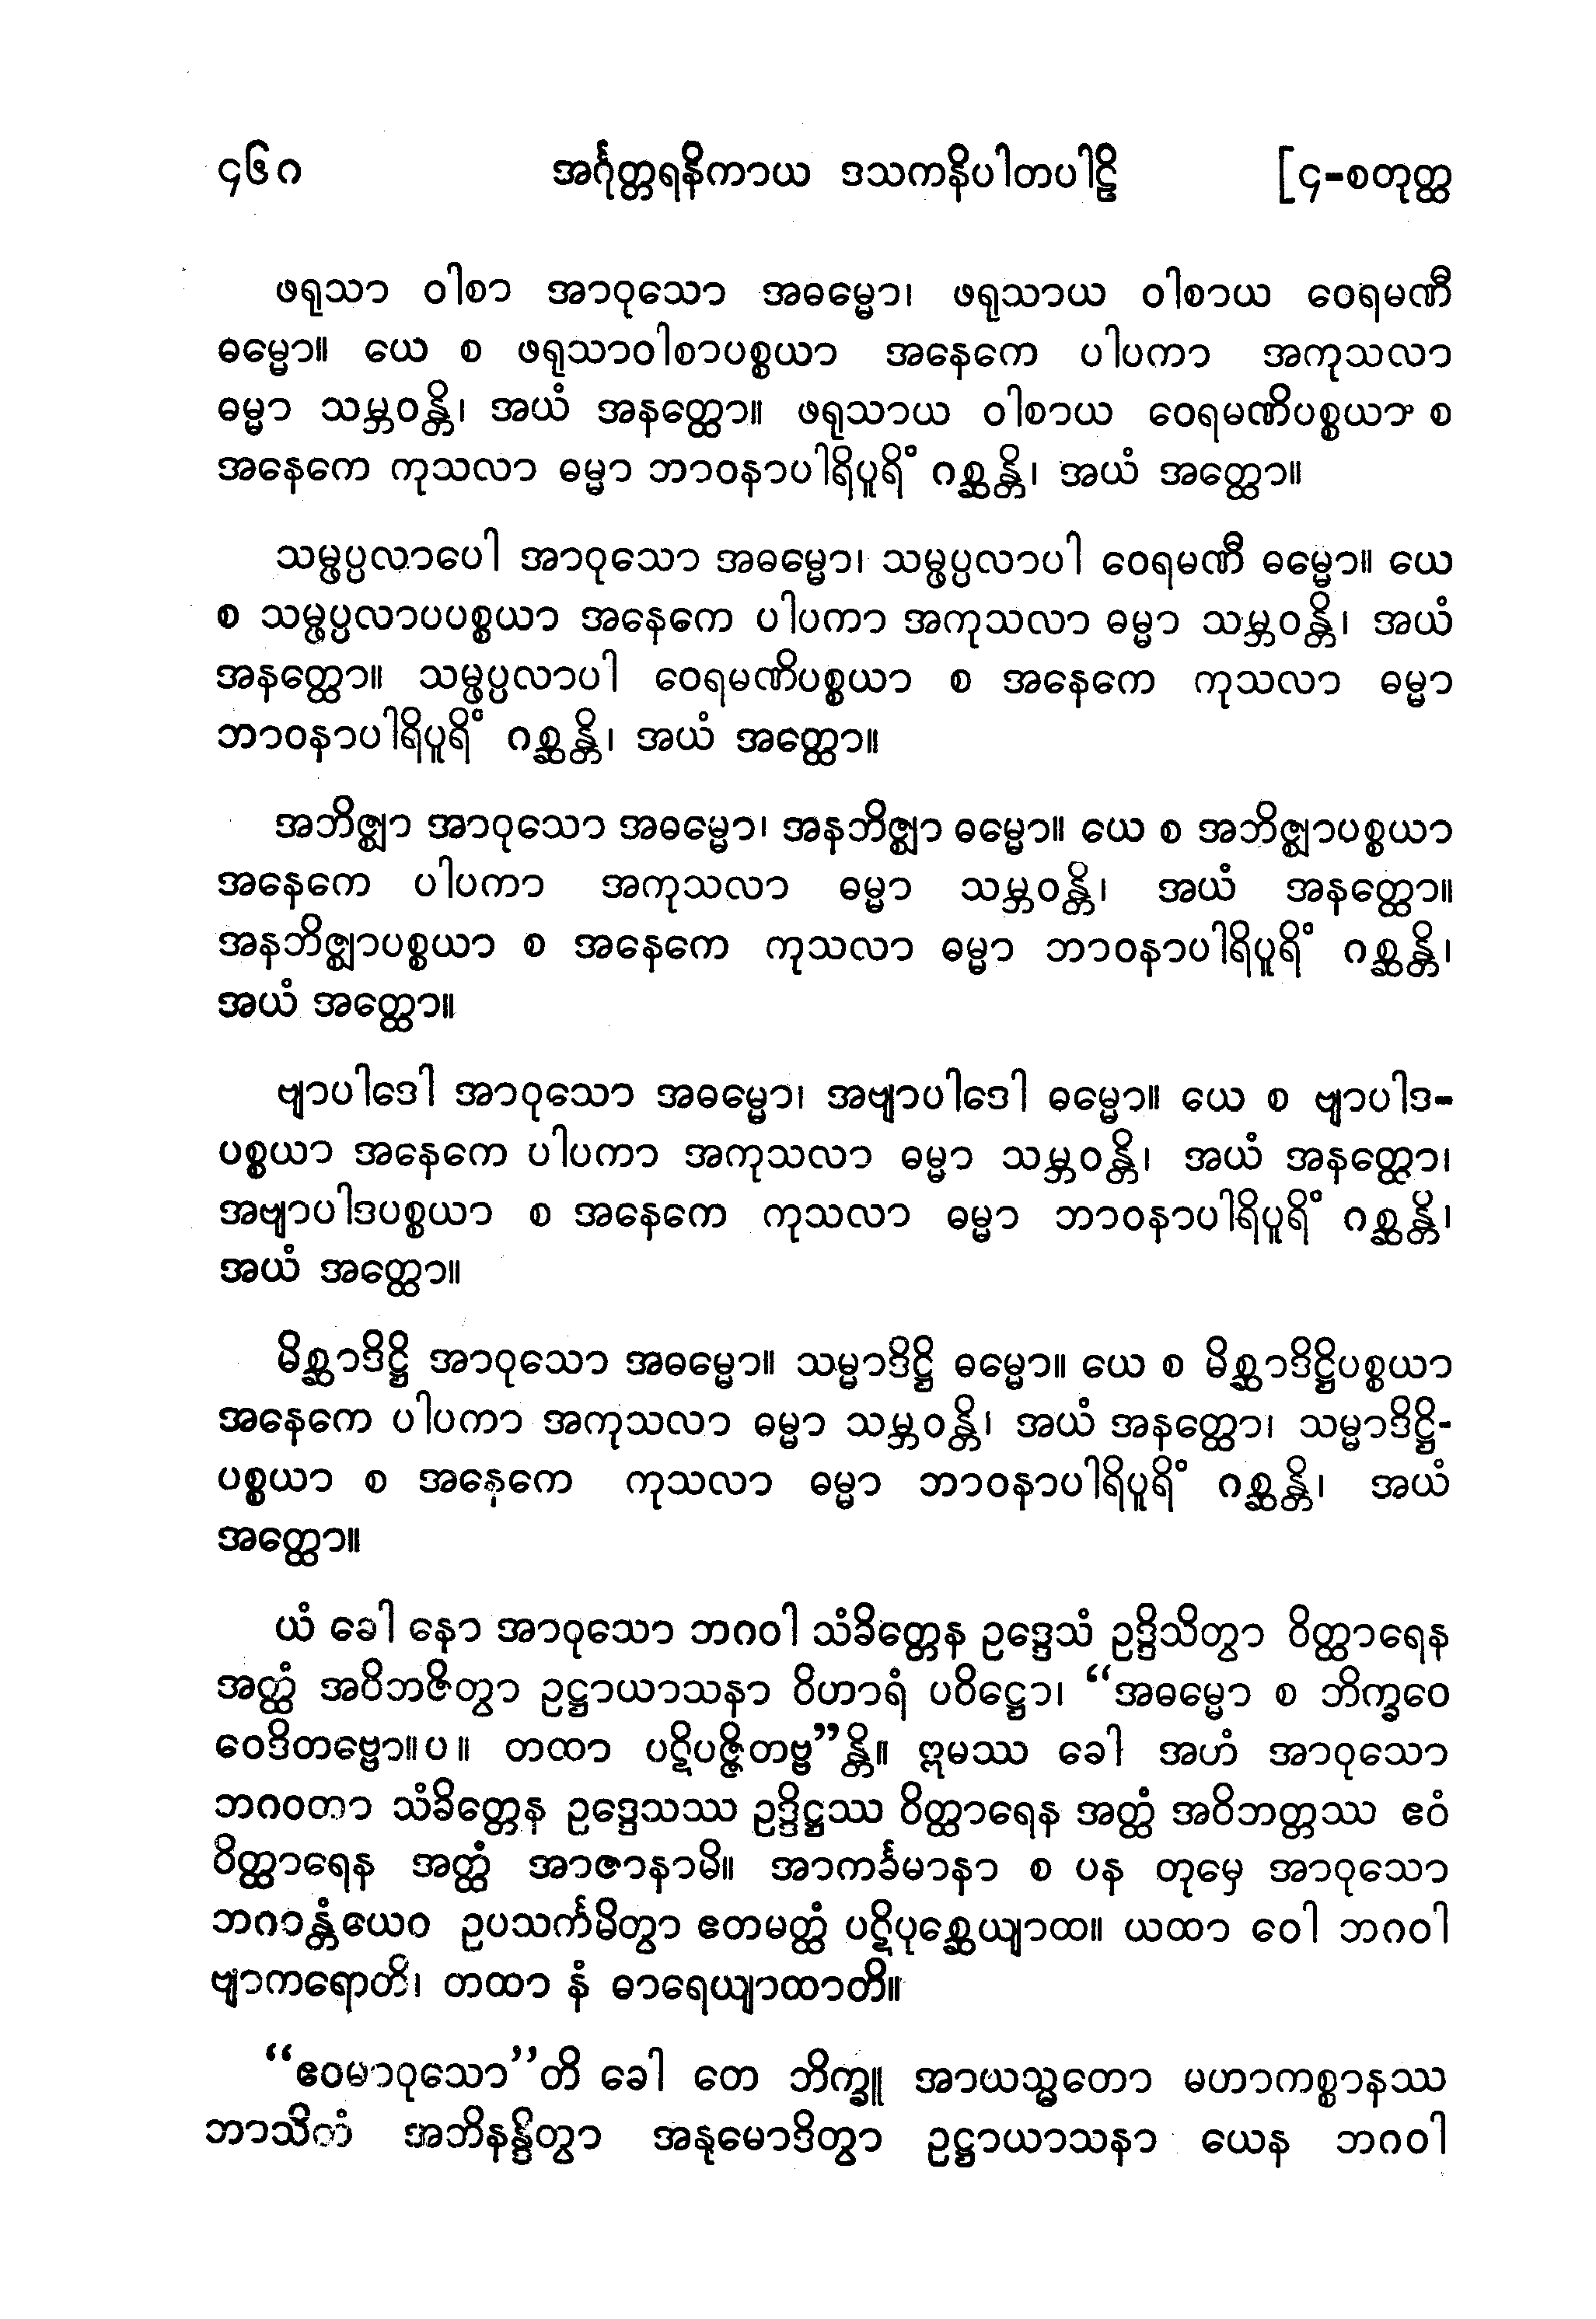 ၄၆၀ အင်္ဂုတ္တရနိကာယ ဒသကနိပါတပါဠိ [၄-စတုတ္ထ
ဖရုသာ ဝါစာ အာဝုသော အဓမ္မော၊ ဖရုသာယ ဝါစာယ ဝေရမဏီ
ဓမ္မော။ ယေ စ ဖရုသာဝါစာပစ္စယာ အနေကေ ပါပကာ အကုသလာ
ဓမ္မာ သမ္ဘဝန္တိ၊ အယံ အနတ္ထော။ ဖရုသာယ ဝါစာယ ဝေရမဏိပစ္စယာ စ
အနေကေ ကုသလာ ဓမ္မာ ဘာဝနာပါရိပူရိံ ဂစ္ဆန္တိ၊ အယံ အတ္ထော။
သမ္ဖပ္ပလာပေါ အာဝုသော အဓမ္မော၊ သမ္ဖပ္ပလာပါ ဝေရမဏီ ဓမ္မော။ ယေ
စ သမ္ဖပ္ပလာပပစ္စယာ အနေကေ ပါပကာ အကုသလာ ဓမ္မာ သမ္ဘဝန္တိ၊ အယံ
အနတ္ထော။ သမ္ဖပ္ပလာပါ ဝေရမဏိပစ္စယာ စ အနေကေ ကုသလာ ဓမ္မာ
ဘာဝနာပါရိပူရိံ ဂစ္ဆန္တိ၊ အယံ အတ္ထော။
အဘိဇ္ဈာ အာဝုသော အဓမ္မော၊ အနဘိဇ္ဈာ ဓမ္မော။ ယေ စ အဘိဇ္ဈာပစ္စယာ
အနေကေ ပါပကာ အကုသလာ ဓမ္မာ သမ္ဘဝန္တိ၊ အယံ အနတ္ထော။
အနဘိဇ္ဈာပစ္စယာ စ အနေကေ ကုသလာ ဓမ္မာ ဘာဝနာပါရိပူရိံ ဂစ္ဆန္တိ၊
အယံ အတ္ထော။
ဗျာပါဒေါ အာဝုသော အဓမ္မော၊ အဗျာပါဒေါ ဓမ္မော။ ယေ စ ဗျာပါဒ-
ပစ္စယာ အနေကေ ပါပကာ အကုသလာ ဓမ္မာ သမ္ဘဝန္တိ၊ အယံ အနတ္ထော၊
အဗျာပါဒပစ္စယာ စ အနေကေ ကုသလာ ဓမ္မာ ဘာဝနာပါရိပူရိံ ဂစ္ဆန္တိ၊
အယံ အတ္ထော။
မိစ္ဆာဒိဋ္ဌိ အာဝုသော အဓမ္မော။ သမ္မာဒိဋ္ဌိ ဓမ္မော။ ယေ စ မိစ္ဆာဒိဋ္ဌိပစ္စယာ
အနေကေ ပါပကာ အကုသလာ ဓမ္မာ သမ္ဘဝန္တိ၊ အယံ အနတ္ထော၊ သမ္မာဒိဋ္ဌိ-
ပစ္စယာ စ အနေကေ ကုသလာ ဓမ္မာ ဘာဝနာပါရိပူရိံ ဂစ္ဆန္တိ၊ အယံ
အတ္ထော။
ယံ ခေါ နော အာဝုသော ဘဂဝါ သံခိတ္တေန ဥဒ္ဒေသံ ဥဒ္ဒိသိတွာ ဝိတ္ထာရေန
အတ္ထံ အဝိဘဇိတွာ ဥဋ္ဌာယာသနာ ဝိဟာရံ ပဝိဋ္ဌော၊ “အဓမ္မော စ ဘိက္ခဝေ
ဝေဒိတဗ္ဗော။ပ။ တထာ ပဋိပဇ္ဇိတဗ္ဗ”န္တိ။ ဣမဿ ခေါ အဟံ အာဝုသော
ဘဂဝတာ သံခိတ္တေန ဥဒ္ဒေသဿ ဥဒ္ဒိဋ္ဌဿ ဝိတ္ထာရေန အတ္ထံ အဝိဘတ္တဿ ဧဝံ
ဝိတ္ထာရေန အတ္ထံ အာဇာနာမိ။ အာကင်္ခမာနာ စ ပန တုမှေ အာဝုသော
ဘဂဝန္တံယေဝ ဥပသင်္ကမိတွာ ဧတမတ္ထံ ပဋိပုစ္ဆေယျာထ။ ယထာ ဝေါ ဘဂဝါ
ဗျာကရောတိ၊ တထာ နံ ဓာရေယျာထာတိ။
“ဧဝမာဝုသော”တိ ခေါ တေ ဘိက္ခူ အာယသ္မတော မဟာကစ္စာနဿ
ဘာသိတံ အဘိနန္ဒိတွာ အနုမောဒိတွာ ဥဋ္ဌာယာသနာ ယေန ဘဂဝါ